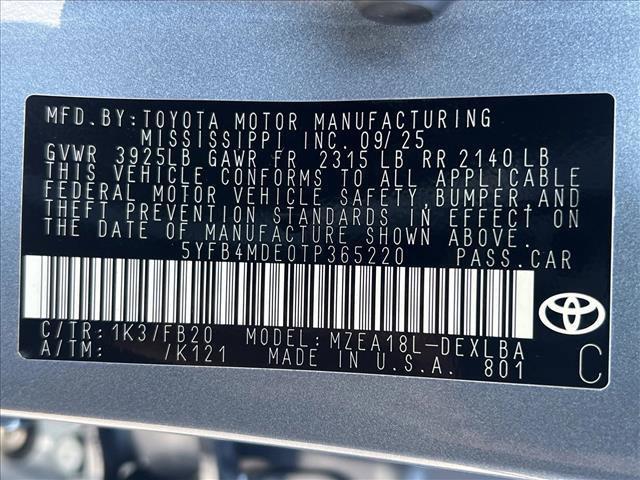 MFD.BY:TOYOTA MOTOR MANUFACTURING
MISSISSIPPI INC. 09/25
GVWR 3925LB GAWR FR 2315 LB RR 2140 LB
THIS VEHICLE CONFORMS TO ALL APPLICABLE
FEDERAL MOTOR VEHICLE SAFETY, BUMPER, AND
THEFT PREVENTION STANDARDS IN EFFECT ON
THE DATE OF MANUFACTURE SHOWN ABOVE.
5YFB4MDE0TP365220 PASS.CAR
C/TR: 1K3/FB20 MODEL: MZEA18L-DEXLBA
A/TM: /K121 MADE IN U.S.A. 801
C